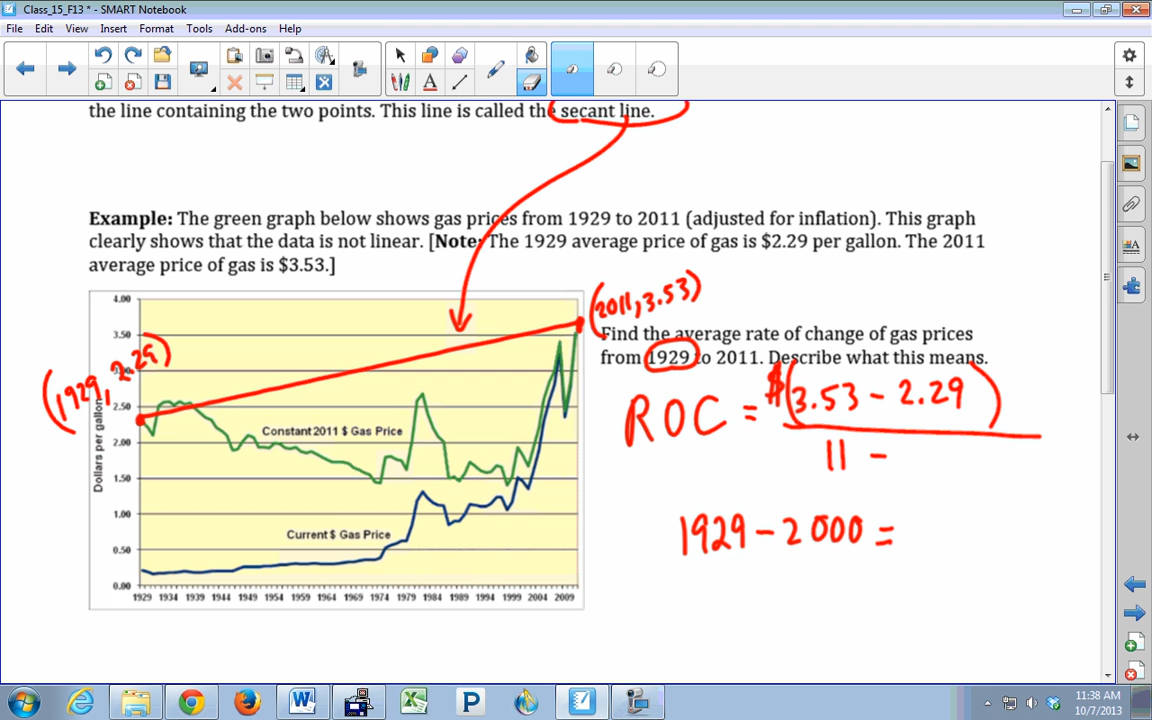 Class_15_F13 * - SMART Notebook
File Edit View Insert Format Tools Add-ons Help
the line containing the two points. This line is called the secant line.
Example: The green graph below shows gas prices from 1929 to 2011 (adjusted for inflation). This graph
clearly shows that the data is not linear. [Note: The 1929 average price of gas is $2.29 per gallon. The 2011
average price of gas is $3.53.]
(2011, 3.53)
(1929, 2.29)
4.00
3.50
3.00
2.50
2.00
1.50
1.00
0.50
0.00
Dollars per gallon
Constant 2011 $ Gas Price
Current $ Gas Price
1929 1934 1939 1944 1949 1954 1959 1964 1969 1974 1979 1984 1989 1994 1999 2004 2009
Find the average rate of change of gas prices
from 1929 to 2011. Describe what this means.
ROC = $(3.53 - 2.29)
11 -
1929 - 2000 =
11:38 AM
10/7/2013